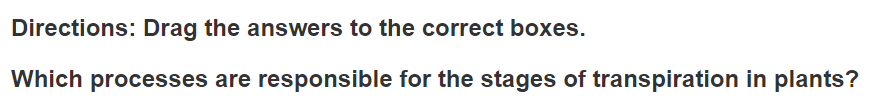 Directions: Drag the answers to the correct boxes.
Which processes are responsible for the stages of transpiration in plants?